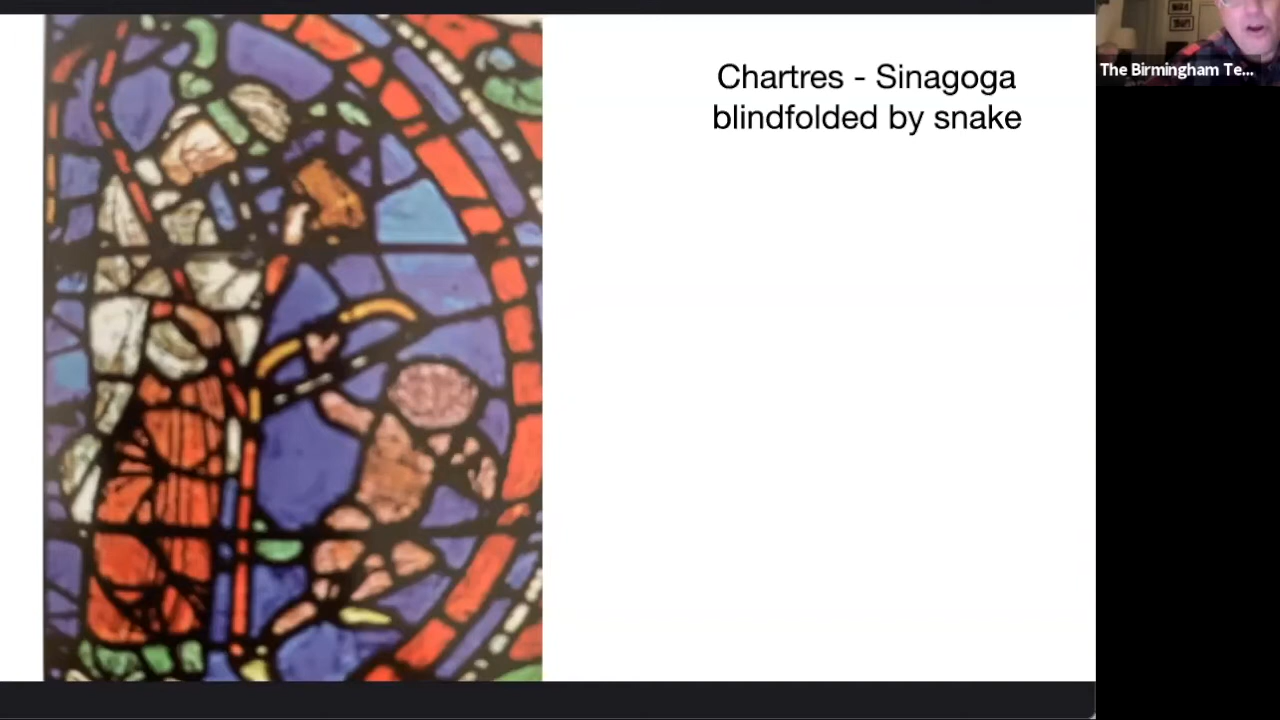 Chartres - Sinagoga
blindfolded by snake
The Birmingham Te...